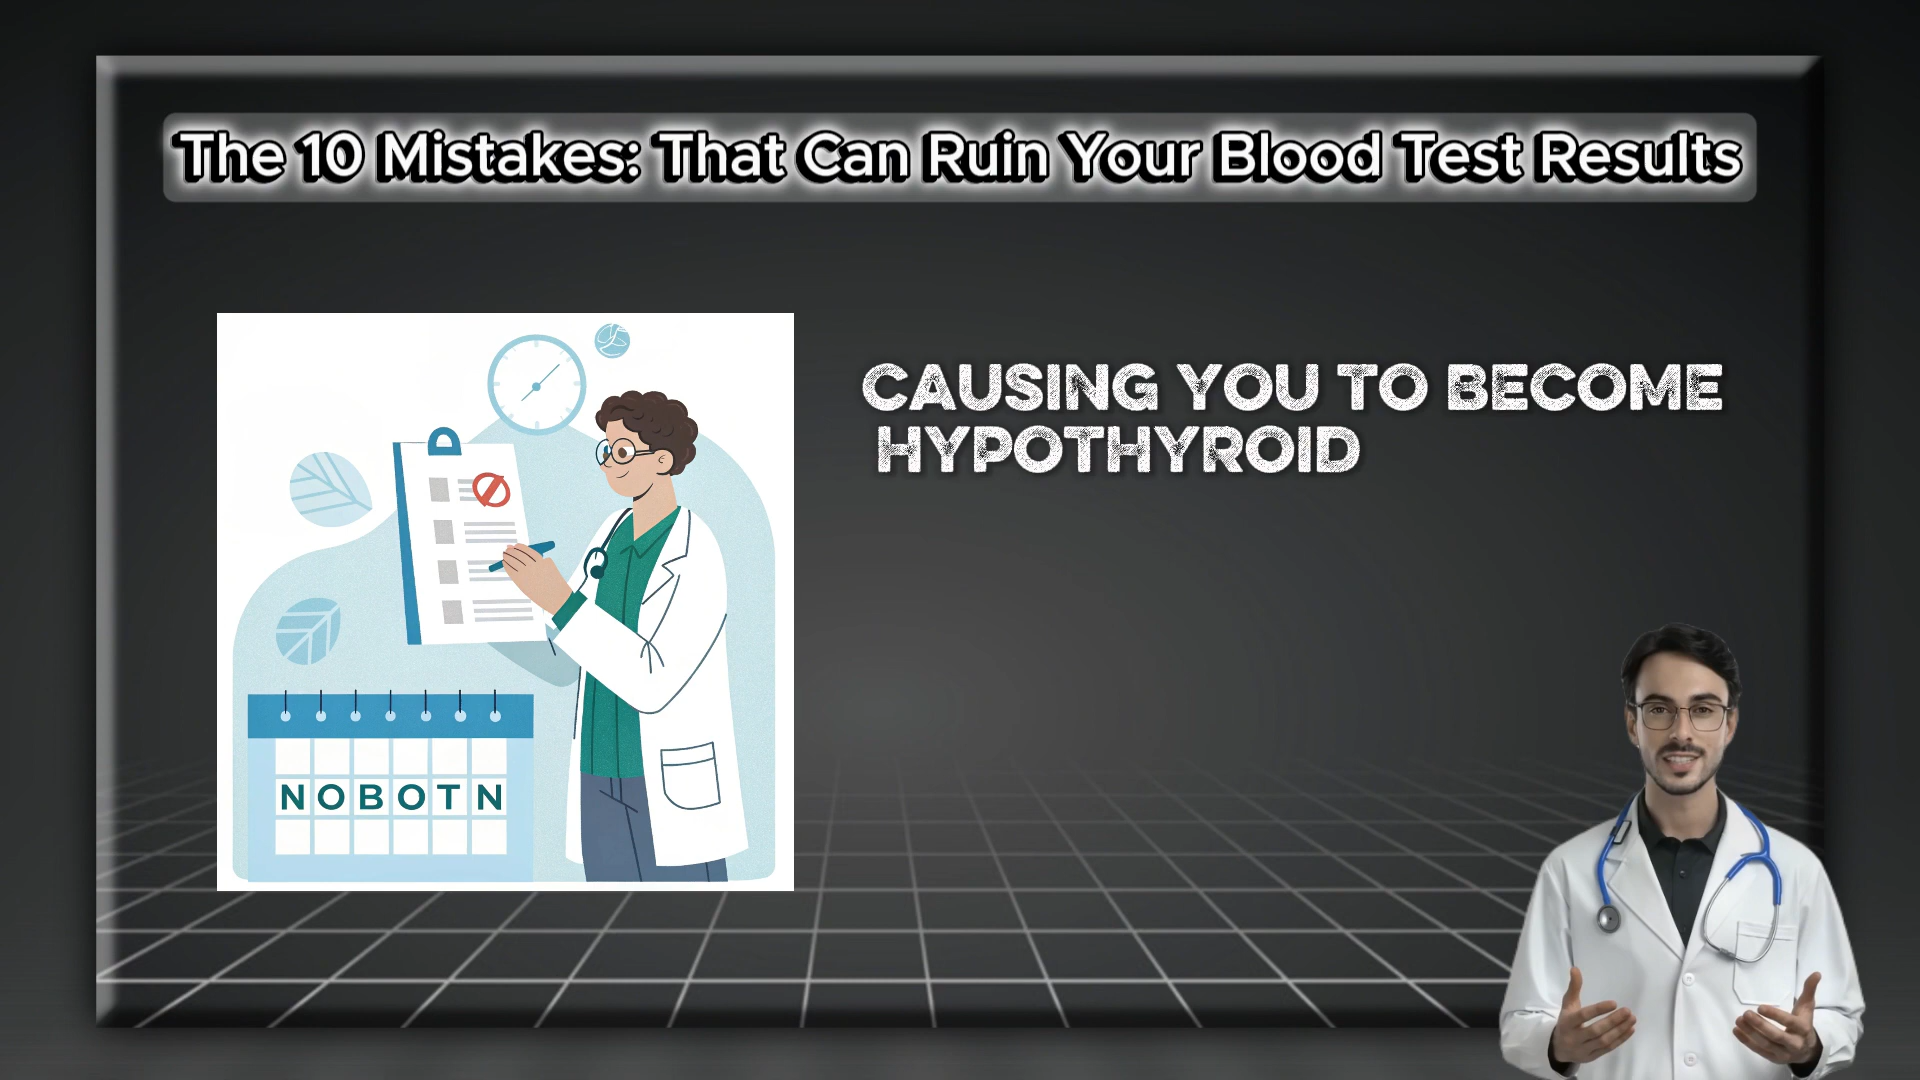 The 10 Mistakes: That Can Ruin Your Blood Test Results
CAUSING YOU TO BECOME
HYPOTHYROID
NOBOTN